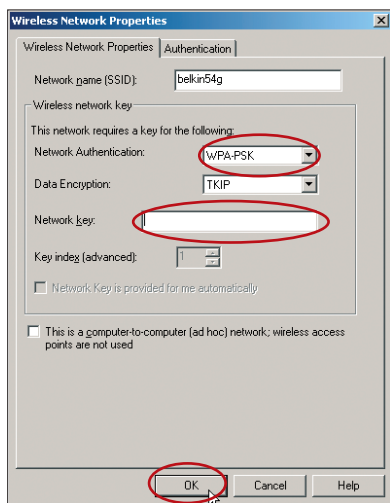 Wireless Network Properties
Wireless Network Properties Authentication
Network name (SSID): belkin54g
Wireless network key
This network requires a key for the following:
Network Authentication: WPA-PSK
Data Encryption: TKIP
Network key:
Key index (advanced): 1
Network Key is provided for me automatically
This is a computer-to-computer (ad hoc) network; wireless access
points are not used
OK Cancel Help